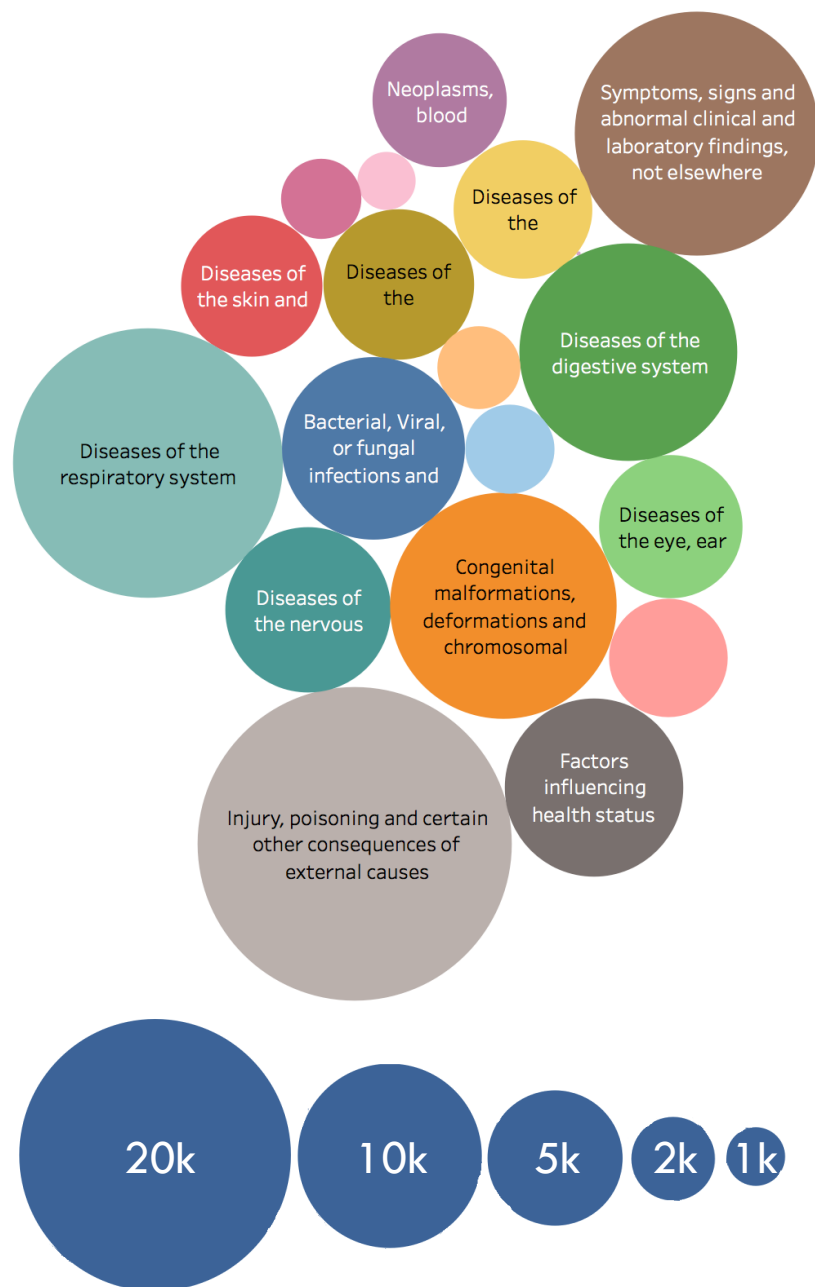 Neoplasms,
blood
Symptoms, signs and
abnormal clinical and
laboratory findings,
not elsewhere
Diseases of
the
Diseases of
the skin and
Diseases of
the
Diseases of the
digestive system
Bacterial, Viral,
or fungal
infections and
Diseases of the
respiratory system
Diseases of
the eye, ear
Congenital
malformations,
deformations and
chromosomal
Diseases of
the nervous
Factors
influencing
health status
Injury, poisoning and certain
other consequences of
external causes
20k
10k
5k
2k
1k